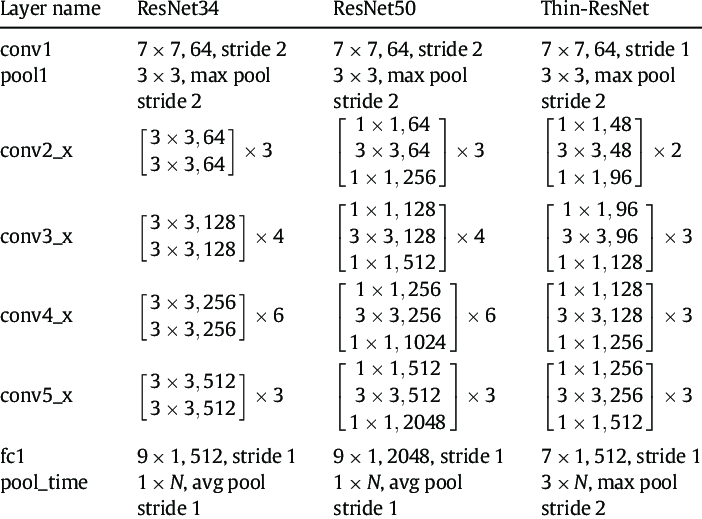 Layer name ResNet34 ResNet50 Thin-ResNet
conv1 7 × 7, 64, stride 2 7 × 7, 64, stride 2 7 × 7, 64, stride 1
pool1 3 × 3, max pool 3 × 3, max pool 3 × 3, max pool
stride 2 stride 2 stride 2
conv2_x [3 × 3, 64 3 × 3, 64] × 3 [1 × 1, 64 3 × 3, 64 1 × 1, 256] × 3 [1 × 1, 48 3 × 3, 48 1 × 1, 96] × 2
conv3_x [3 × 3, 128 3 × 3, 128] × 4 [1 × 1, 128 3 × 3, 128 1 × 1, 512] × 4 [1 × 1, 96 3 × 3, 96 1 × 1, 128] × 3
conv4_x [3 × 3, 256 3 × 3, 256] × 6 [1 × 1, 256 3 × 3, 256 1 × 1, 1024] × 6 [1 × 1, 128 3 × 3, 128 1 × 1, 256] × 3
conv5_x [3 × 3, 512 3 × 3, 512] × 3 [1 × 1, 512 3 × 3, 512 1 × 1, 2048] × 3 [1 × 1, 256 3 × 3, 256 1 × 1, 512] × 3
fc1 9 × 1, 512, stride 1 9 × 1, 2048, stride 1 7 × 1, 512, stride 1
pool_time 1 × N, avg pool 1 × N, avg pool 3 × N, max pool
stride 1 stride 1 stride 2